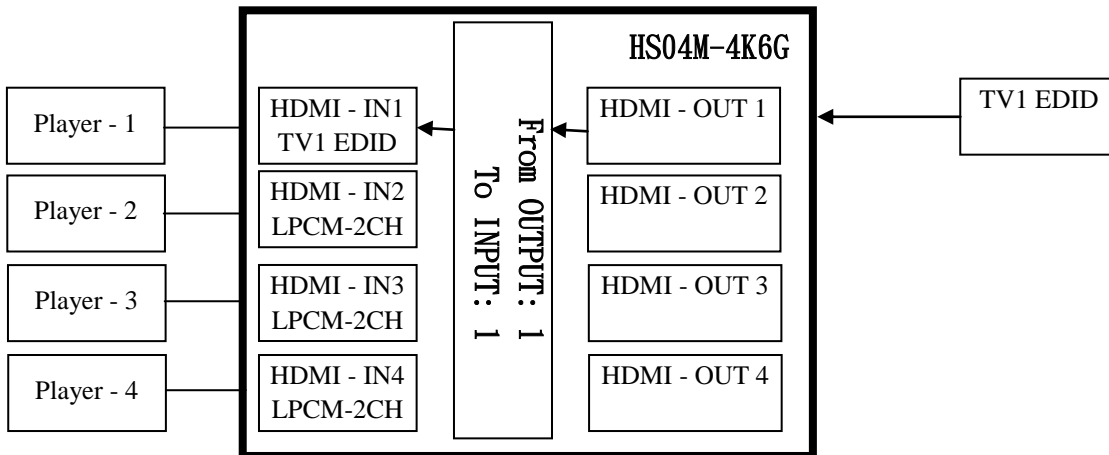 HS04M-4K6G
Player - 1
HDMI - IN1
TV1 EDID
HDMI - OUT 1
TV1 EDID
Player - 2
HDMI - IN2
LPCM-2CH
HDMI - OUT 2
Player - 3
HDMI - IN3
LPCM-2CH
HDMI - OUT 3
Player - 4
HDMI - IN4
LPCM-2CH
HDMI - OUT 4
From OUTPUT: 1
To INPUT: 1